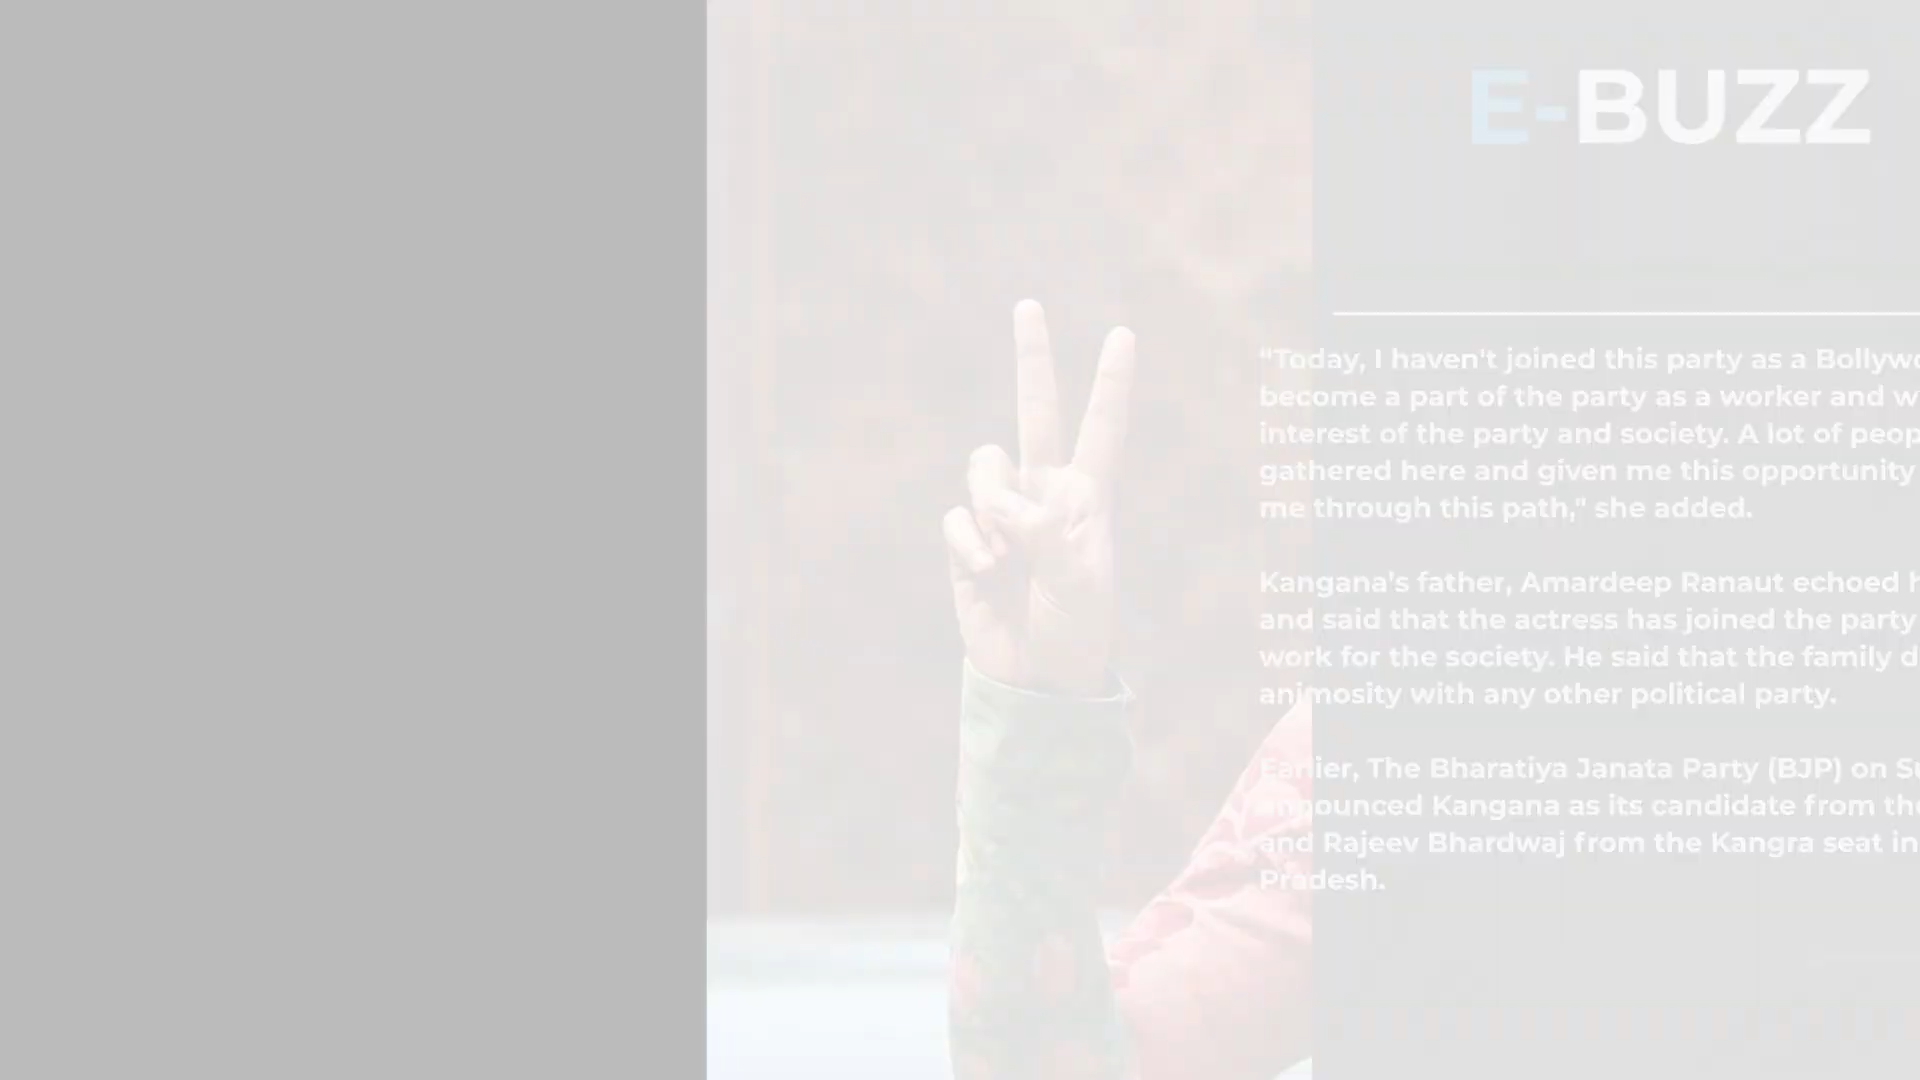 E-BUZZ
"Today, I haven't joined this party as a
become a part of the party as a worker and
interest of the party and society. A lot of
gathered here and given me this opportunity
me through this path," she added.
Kangana's father, Amardeep Ranaut echoed
and said that the actress has joined the party
work for the society. He said that the family
animosity with any other political party.
Earlier, The Bharatiya Janata Party (BJP) on
announced Kangana as its candidate from
and Rajeev Bhardwaj from the Kangra seat in
Pradesh.